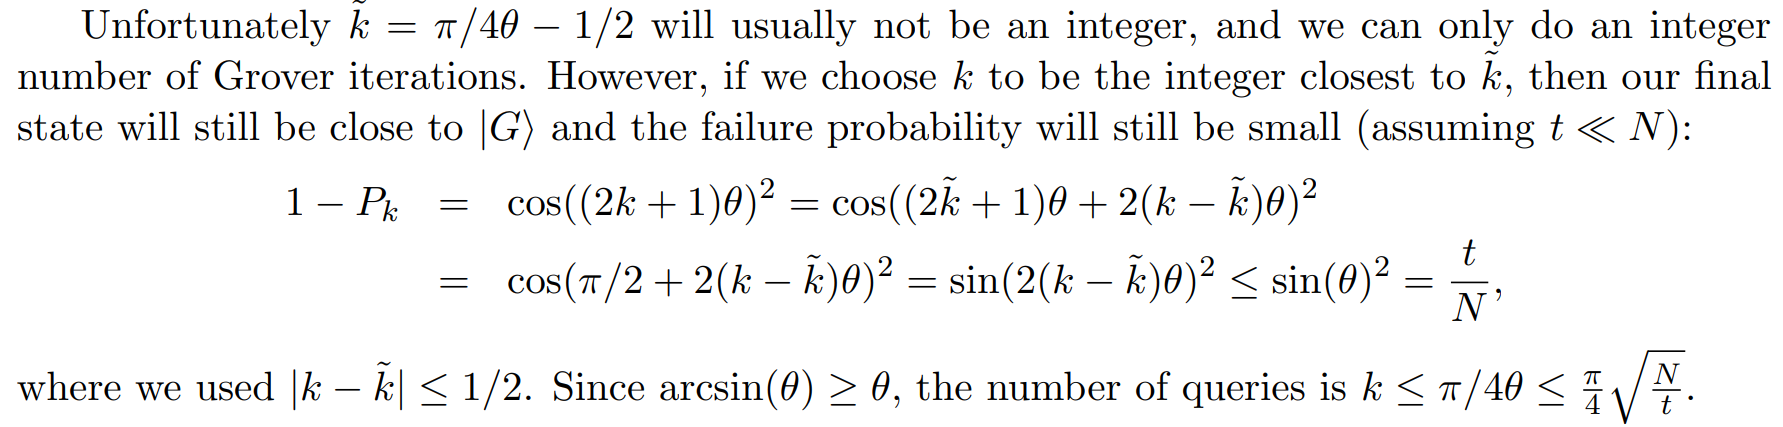 Unfortunately k̃ = π/4θ − 1/2 will usually not be an integer, and we can only do an integer
number of Grover iterations. However, if we choose k to be the integer closest to k̃, then our final
state will still be close to |G⟩ and the failure probability will still be small (assuming t ≪ N):
1 − Pₖ = cos((2k + 1)θ)² = cos((2k̃ + 1)θ + 2(k − k̃)θ)²
= cos(π/2 + 2(k − k̃)θ)² = sin(2(k − k̃)θ)² ≤ sin(θ)² = t/N,
where we used |k − k̃| ≤ 1/2. Since arcsin(θ) ≥ θ, the number of queries is k ≤ π/4θ ≤ π/4 √(N/t).